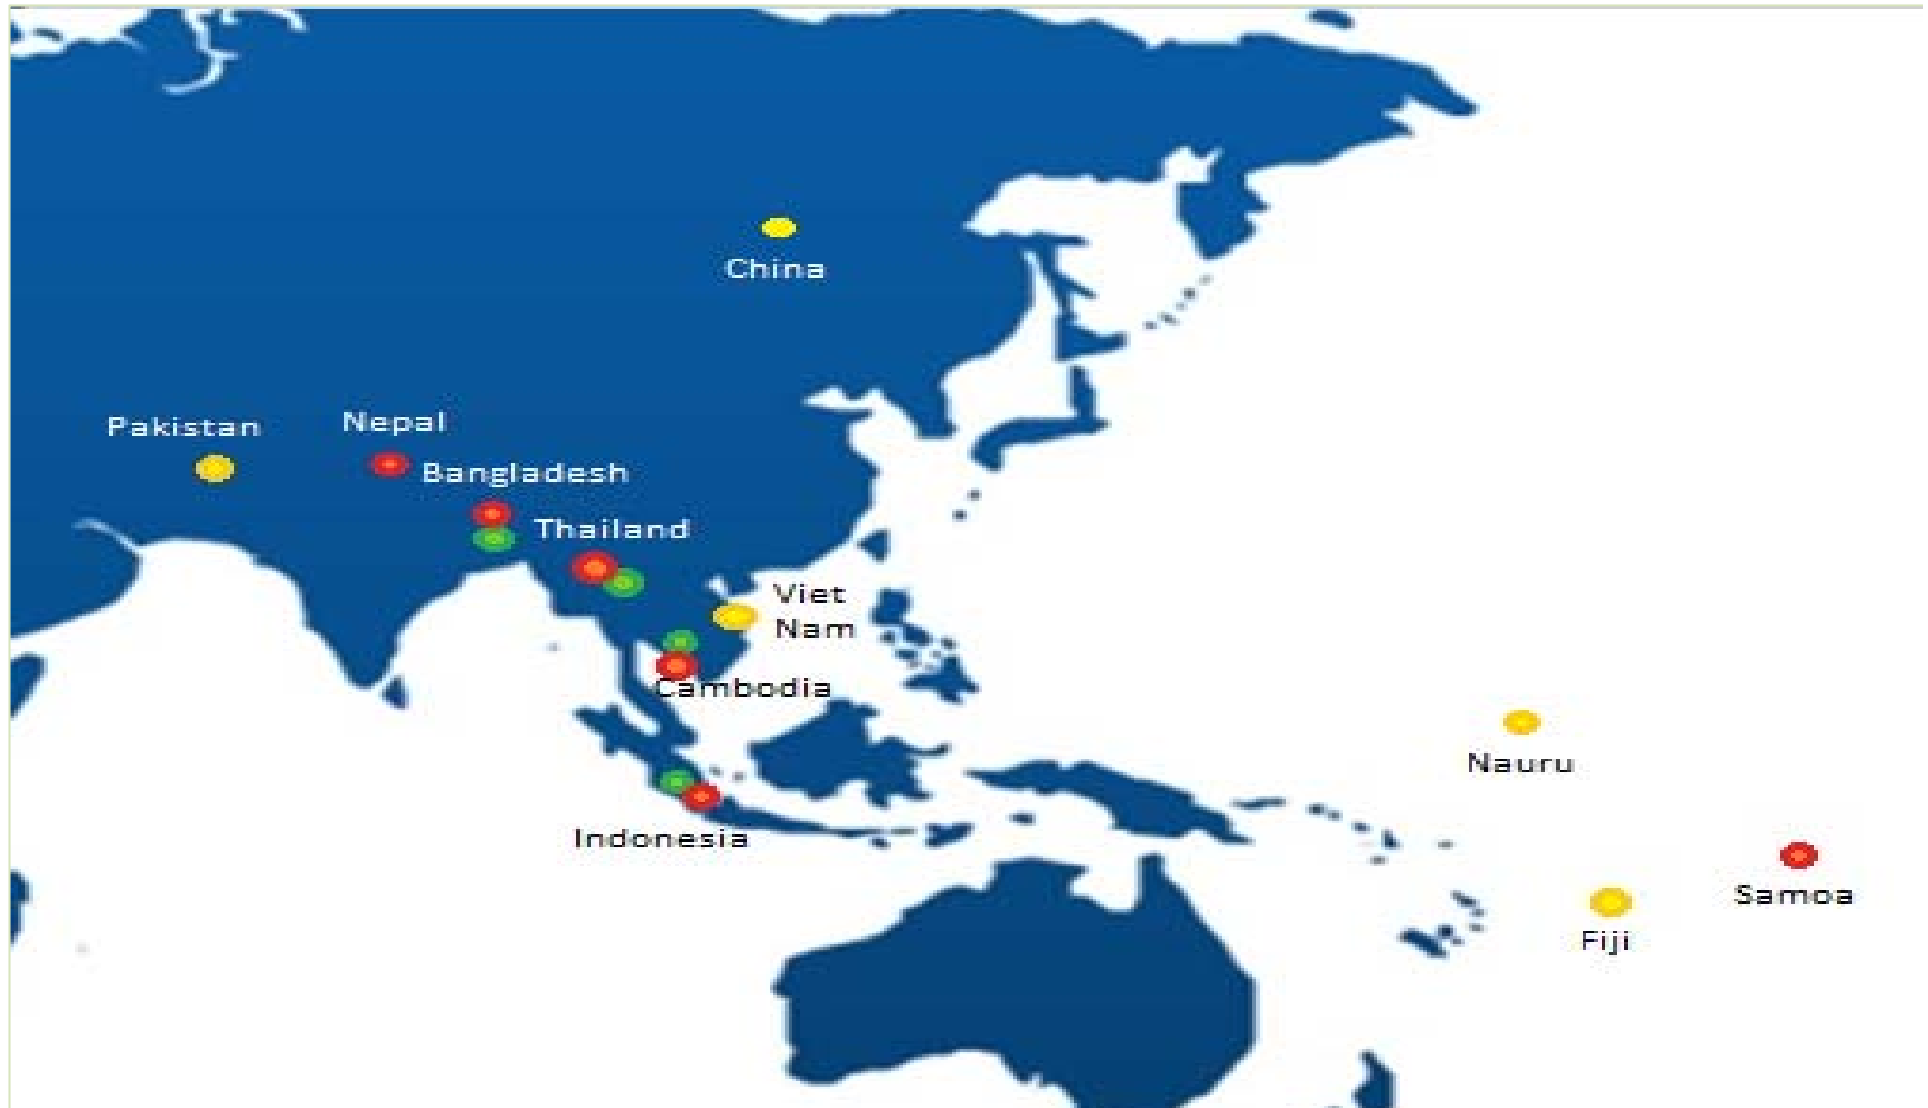 China
Pakistan
Nepal
Bangladesh
Thailand
Viet
Nam
Cambodia
Nauru
Indonesia
Samoa
Fiji